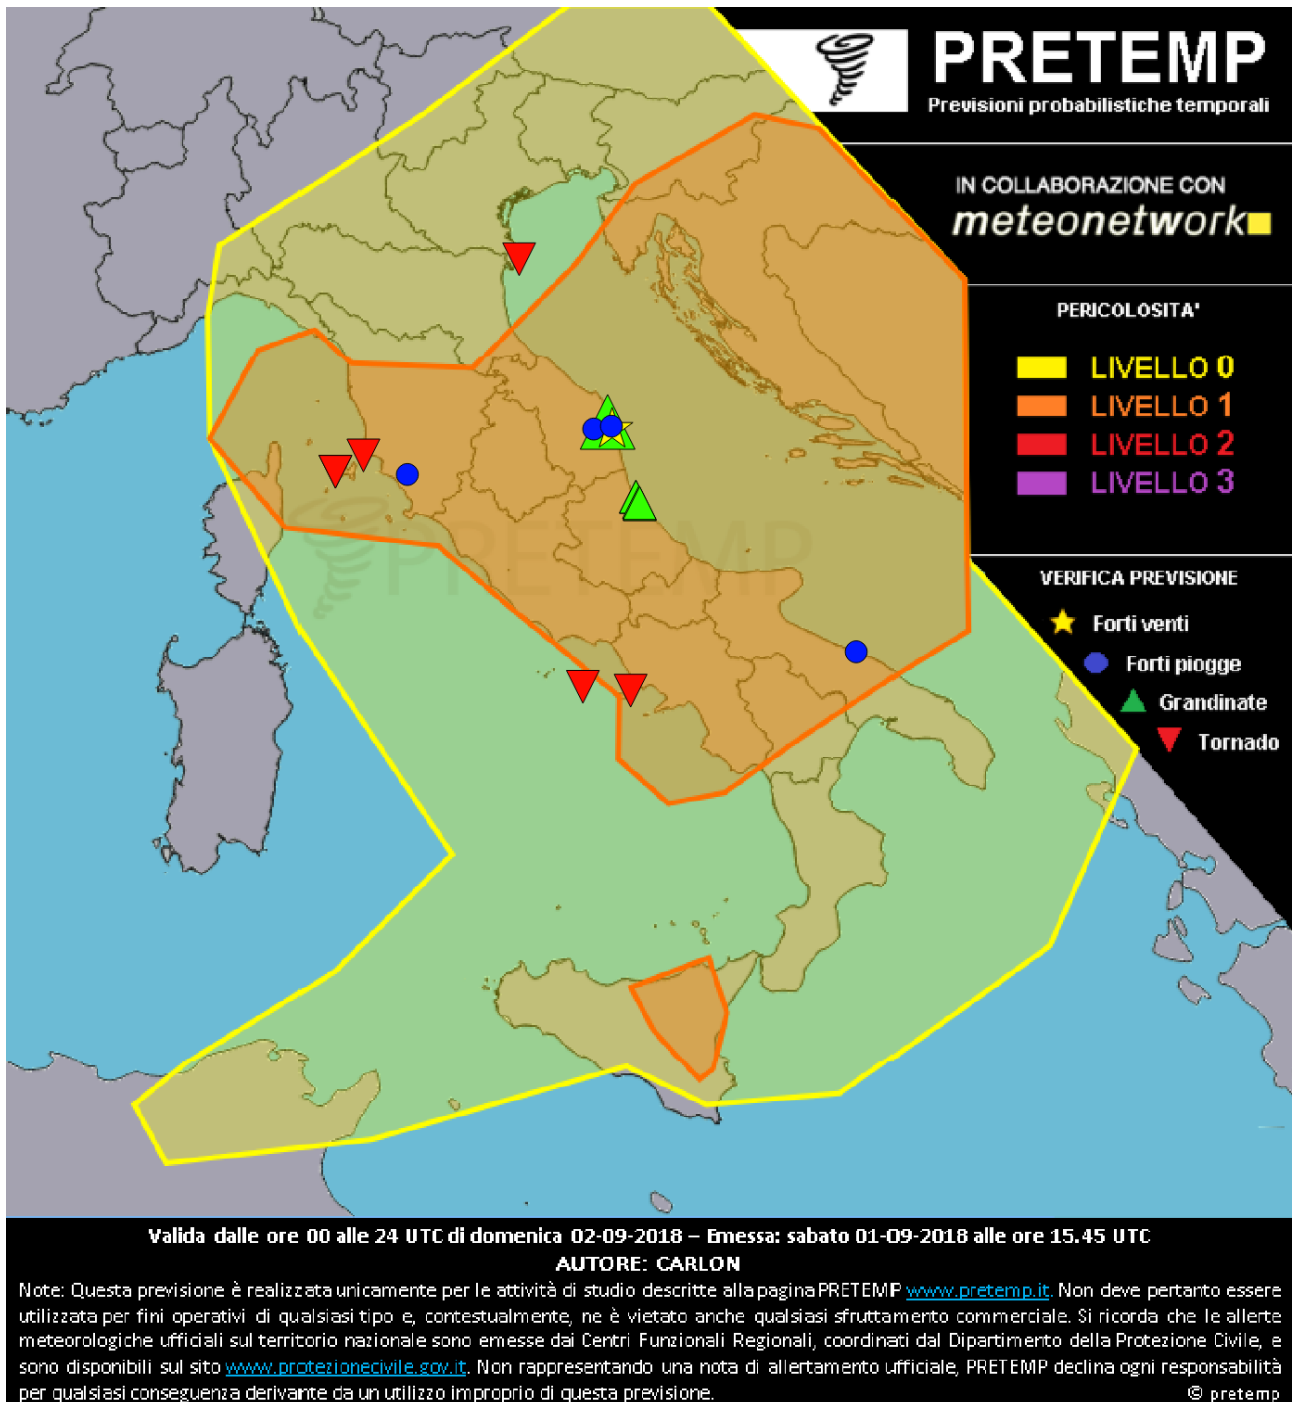 PRETEMP
Previsioni probabilistiche temporali
IN COLLABORAZIONE CON
meteonetwork
PERICOLOSITA'
LIVELLO 0
LIVELLO 1
LIVELLO 2
LIVELLO 3
PRETEMP
VERIFICA PREVISIONE
Forti venti
Forti piogge
Grandinate
Tornado
Valida dalle ore 00 alle 24 UTC di domenica 02-09-2018 – Emessa: sabato 01-09-2018 alle ore 15.45 UTC
AUTORE: CARLON
Note: Questa previsione è realizzata unicamente per le attività di studio descritte alla pagina PRETEMP www.pretemp.it. Non deve pertanto essere
utilizzata per fini operativi di qualsiasi tipo e, contestualmente, ne è vietato anche qualsiasi sfruttamento commerciale. Si ricorda che le allerte
meteorologiche ufficiali sul territorio nazionale sono emesse dai Centri Funzionali Regionali, coordinati dal Dipartimento della Protezione Civile, e
sono disponibili sul sito www.protezionecivile.gov.it. Non rappresentando una nota di allertamento ufficiale, PRETEMP declina ogni responsabilità
per qualsiasi conseguenza derivante da un utilizzo improprio di questa previsione.
© pretemp